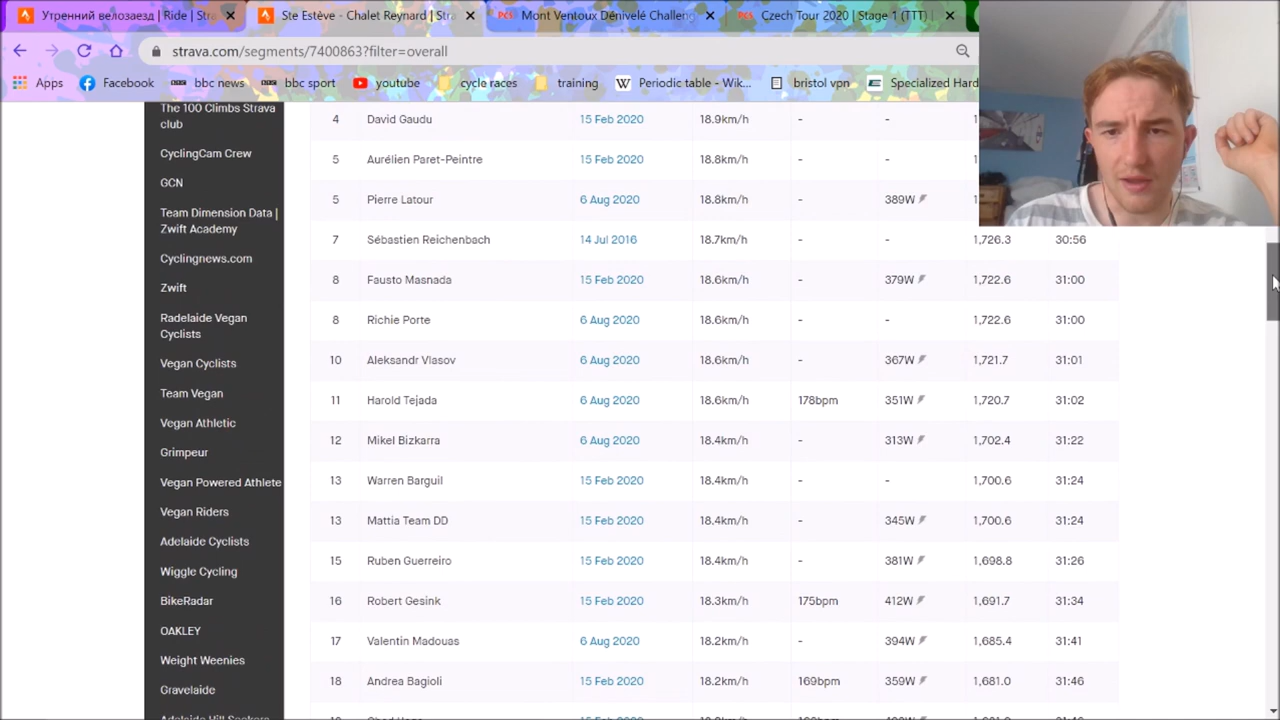 Утренний велозаезд | Ride | Stra
Ste Estève - Chalet Reynard | Stra
PCS Mont Ventoux Dénivelé Challeng
PCS Czech Tour 2020 | Stage 1 (TTT) |
strava.com/segments/7400863?filter=overall
Apps Facebook BBC bbc news BBC bbc sport youtube cycle races training W Periodic table - Wik... bristol vpn Specialized Hard
The 100 Climbs Strava
club
CyclingCam Crew
GCN
Team Dimension Data |
Zwift Academy
Cyclingnews.com
Zwift
Radelaide Vegan
Cyclists
Vegan Cyclists
Team Vegan
Vegan Athletic
Grimpeur
Vegan Powered Athlete
Vegan Riders
Adelaide Cyclists
Wiggle Cycling
BikeRadar
OAKLEY
Weight Weenies
Gravelaide
4 David Gaudu 15 Feb 2020 18.9km/h - -
5 Aurélien Paret-Peintre 15 Feb 2020 18.8km/h - -
5 Pierre Latour 6 Aug 2020 18.8km/h - 389W
7 Sébastien Reichenbach 14 Jul 2016 18.7km/h - - 1,726.3 30:56
8 Fausto Masnada 15 Feb 2020 18.6km/h - 379W 1,722.6 31:00
8 Richie Porte 6 Aug 2020 18.6km/h - - 1,722.6 31:00
10 Aleksandr Vlasov 6 Aug 2020 18.6km/h - 367W 1,721.7 31:01
11 Harold Tejada 6 Aug 2020 18.6km/h 178bpm 351W 1,720.7 31:02
12 Mikel Bizkarra 6 Aug 2020 18.4km/h - 313W 1,702.4 31:22
13 Warren Barguil 15 Feb 2020 18.4km/h - - 1,700.6 31:24
13 Mattia Team DD 15 Feb 2020 18.4km/h - 345W 1,700.6 31:24
15 Ruben Guerreiro 15 Feb 2020 18.4km/h - 381W 1,698.8 31:26
16 Robert Gesink 15 Feb 2020 18.3km/h 175bpm 412W 1,691.7 31:34
17 Valentin Madouas 6 Aug 2020 18.2km/h - 394W 1,685.4 31:41
18 Andrea Bagioli 15 Feb 2020 18.2km/h 169bpm 359W 1,681.0 31:46